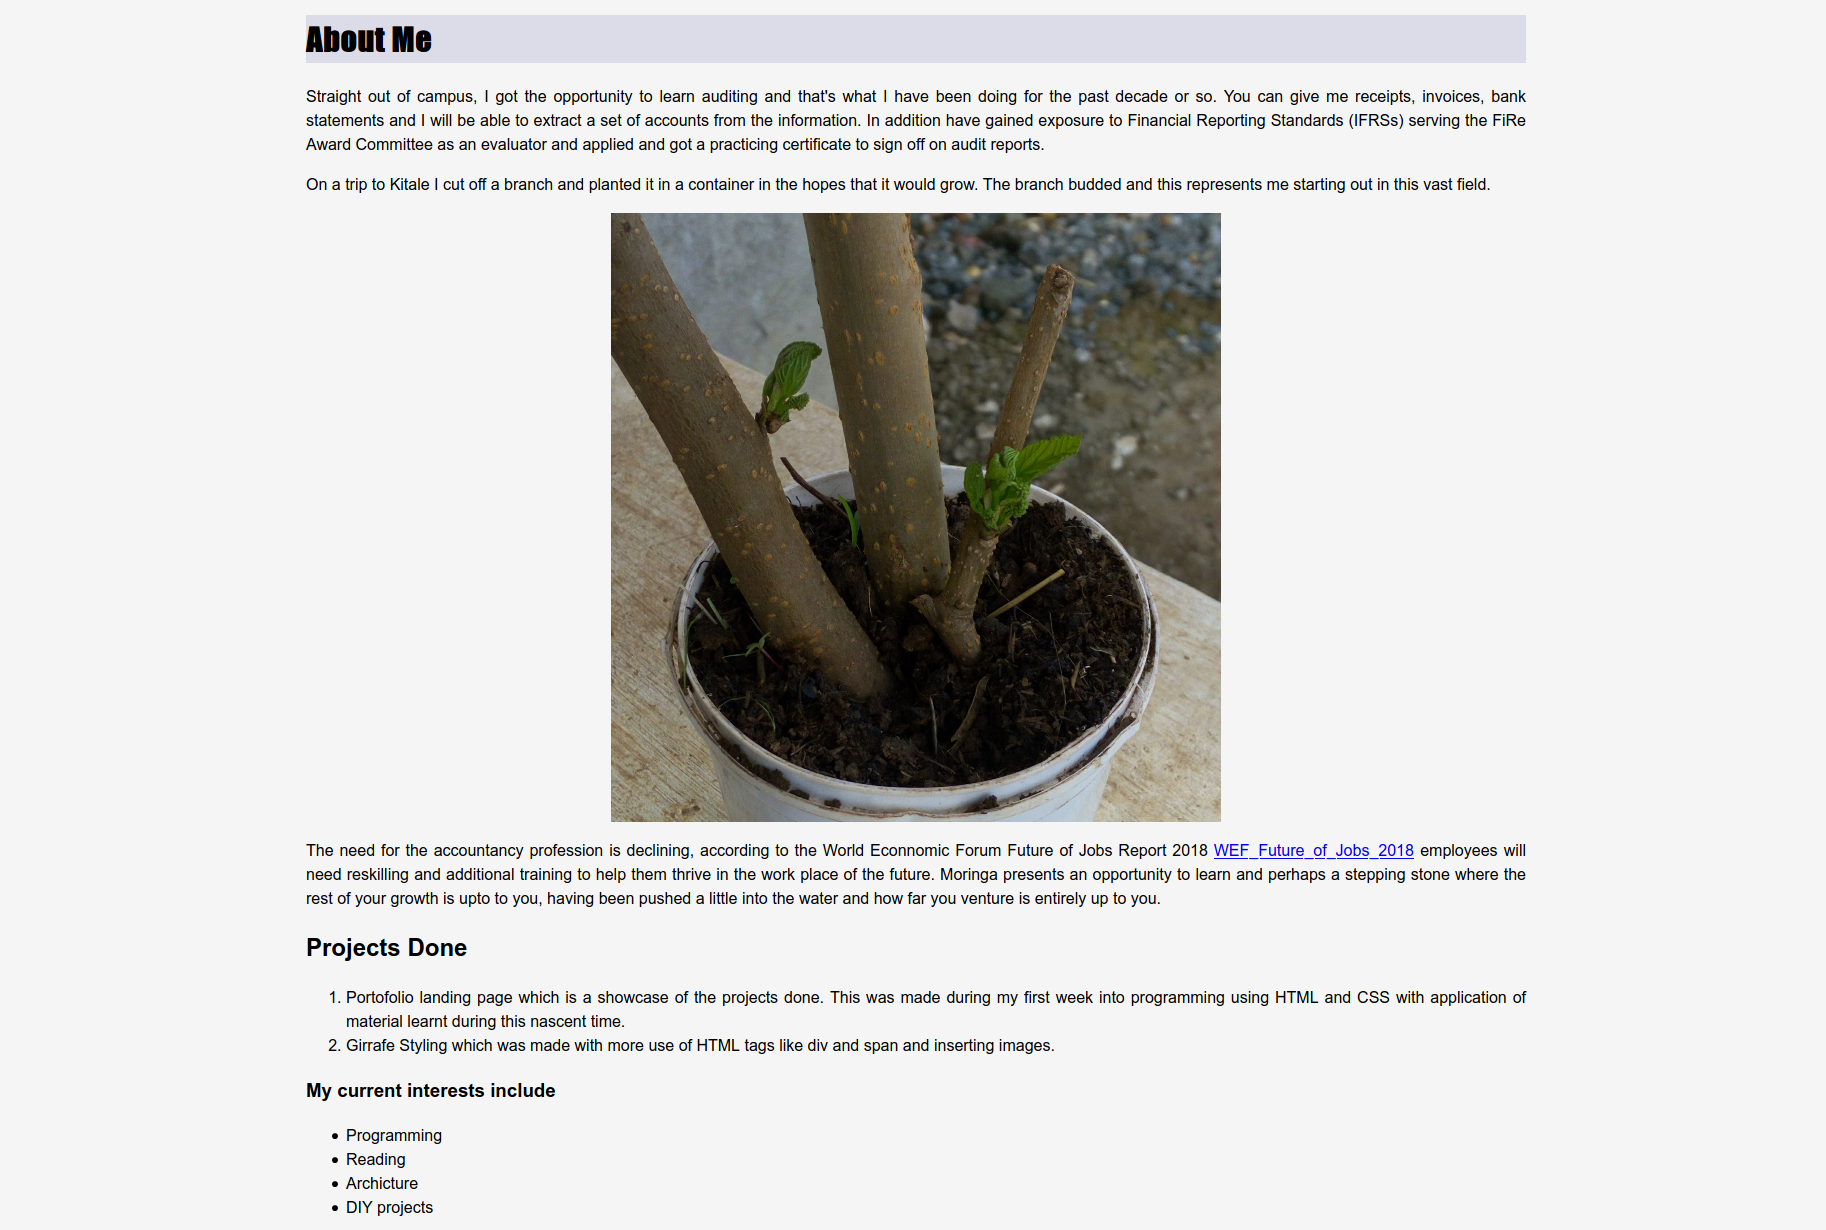 About Me
Straight out of campus, I got the opportunity to learn auditing and that's what I have been doing for the past decade or so. You can give me receipts, invoices, bank
statements and I will be able to extract a set of accounts from the information. In addition have gained exposure to Financial Reporting Standards (IFRSs) serving the FiRe
Award Committee as an evaluator and applied and got a practicing certificate to sign off on audit reports.
On a trip to Kitale I cut off a branch and planted it in a container in the hopes that it would grow. The branch budded and this represents me starting out in this vast field.
The need for the accountancy profession is declining, according to the World Econnomic Forum Future of Jobs Report 2018 WEF_Future_of_Jobs_2018 employees will
need reskilling and additional training to help them thrive in the work place of the future. Moringa presents an opportunity to learn and perhaps a stepping stone where the
rest of your growth is upto to you, having been pushed a little into the water and how far you venture is entirely up to you.
Projects Done
1. Portofolio landing page which is a showcase of the projects done. This was made during my first week into programming using HTML and CSS with application of
material learnt during this nascent time.
2. Girrafe Styling which was made with more use of HTML tags like div and span and inserting images.
My current interests include
• Programming
• Reading
• Archicture
• DIY projects